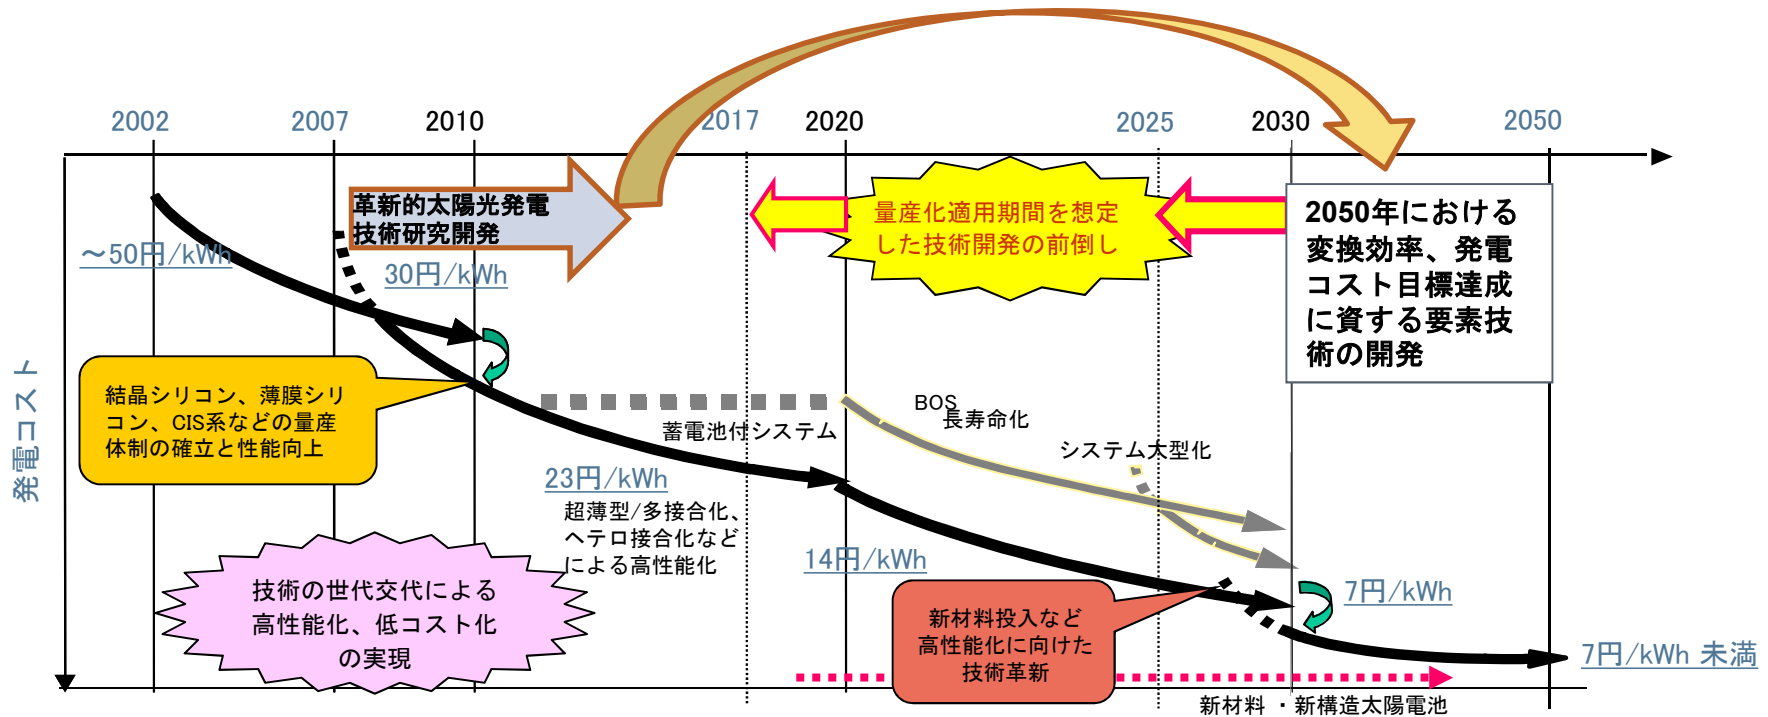 2002
2007
2010
2017
2020
2025
2030
2050
革新的太陽光発電
技術研究開発
量産化適用期間を想定
した技術開発の前倒し
2050年における
変換効率、発電
コスト目標達成
に資する要素技
術の開発
～50円/kWh
30円/kWh
発電コスト
結晶シリコン、薄膜シリ
コン、CIS系などの量産
体制の確立と性能向上
BOS
長寿命化
蓄電池付システム
システム大型化
23円/kWh
超薄型/多接合化、
ヘテロ接合化など
による高性能化
14円/kWh
7円/kWh
技術の世代交代による
高性能化、低コスト化
の実現
新材料投入など
高性能化に向けた
技術革新
7円/kWh 未満
新材料 ・新構造太陽電池